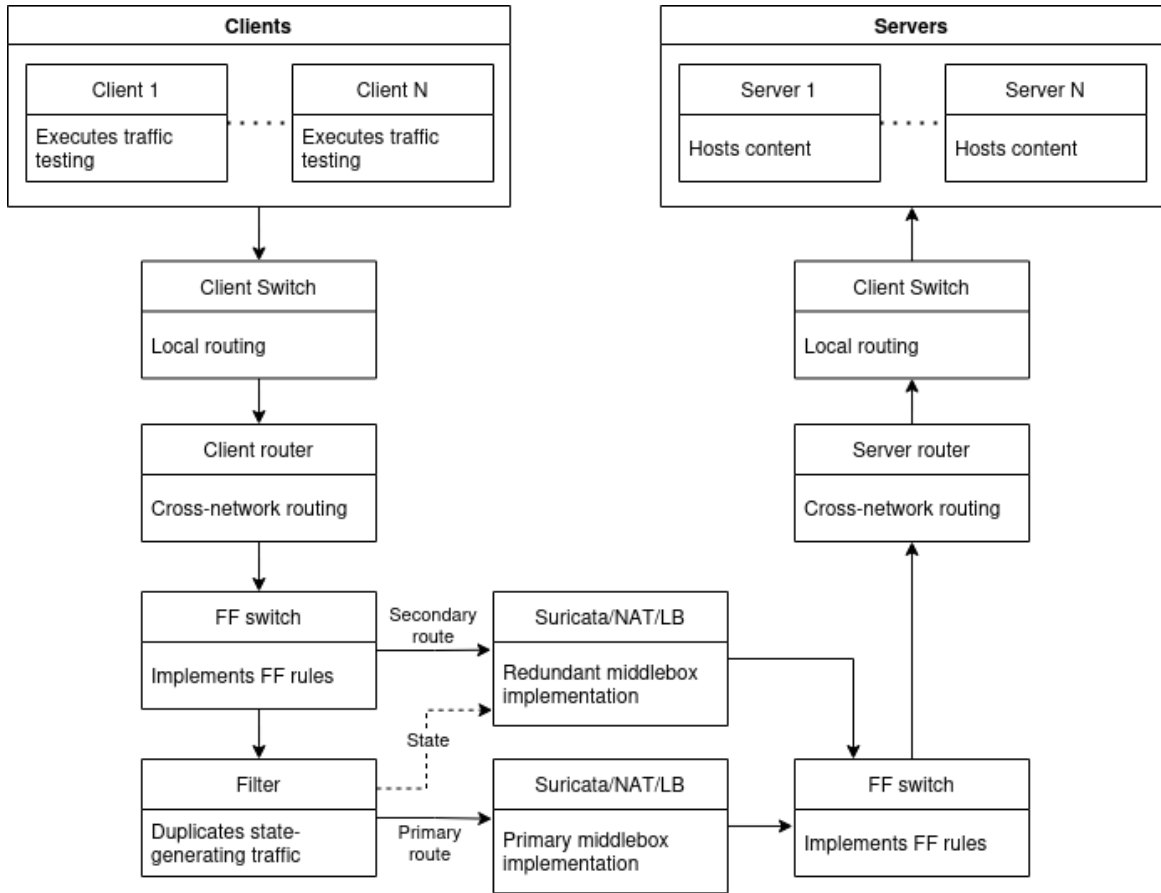 Clients
Client 1
Executes traffic
testing
Client N
Executes traffic
testing
Servers
Server 1
Hosts content
Server N
Hosts content
Client Switch
Local routing
Client Switch
Local routing
Client router
Cross-network routing
Server router
Cross-network routing
FF switch
Implements FF rules
Secondary
route
Suricata/NAT/LB
Redundant middlebox
implementation
State
Filter
Duplicates state-
generating traffic
Primary
route
Suricata/NAT/LB
Primary middlebox
implementation
FF switch
Implements FF rules